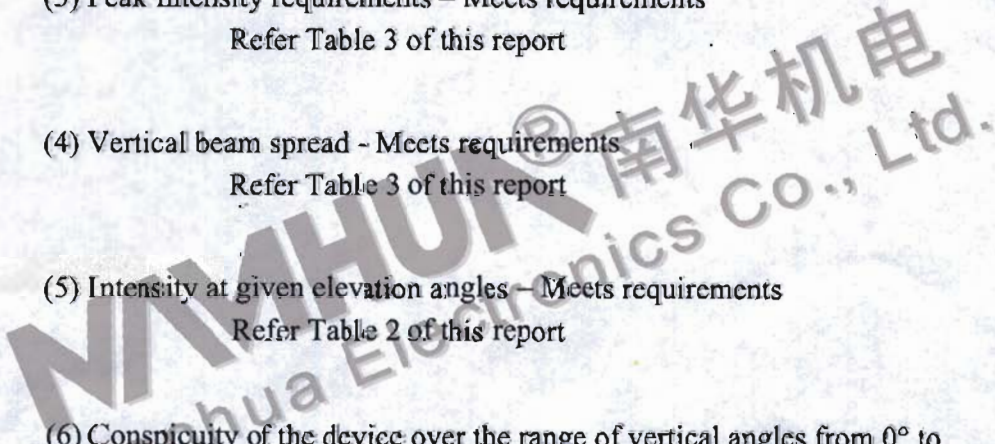 (3) Peak intensity requirements – Meets requirements
Refer Table 3 of this report
(4) Vertical beam spread - Meets requirements
Refer Table 3 of this report
(5) Intensity at given elevation angles – Meets requirements
Refer Table 2 of this report
(6) Conspicuity of the device over the range of vertical angles from 0° to
NANHUA® 南华机电
nhua Electronics Co., Ltd.